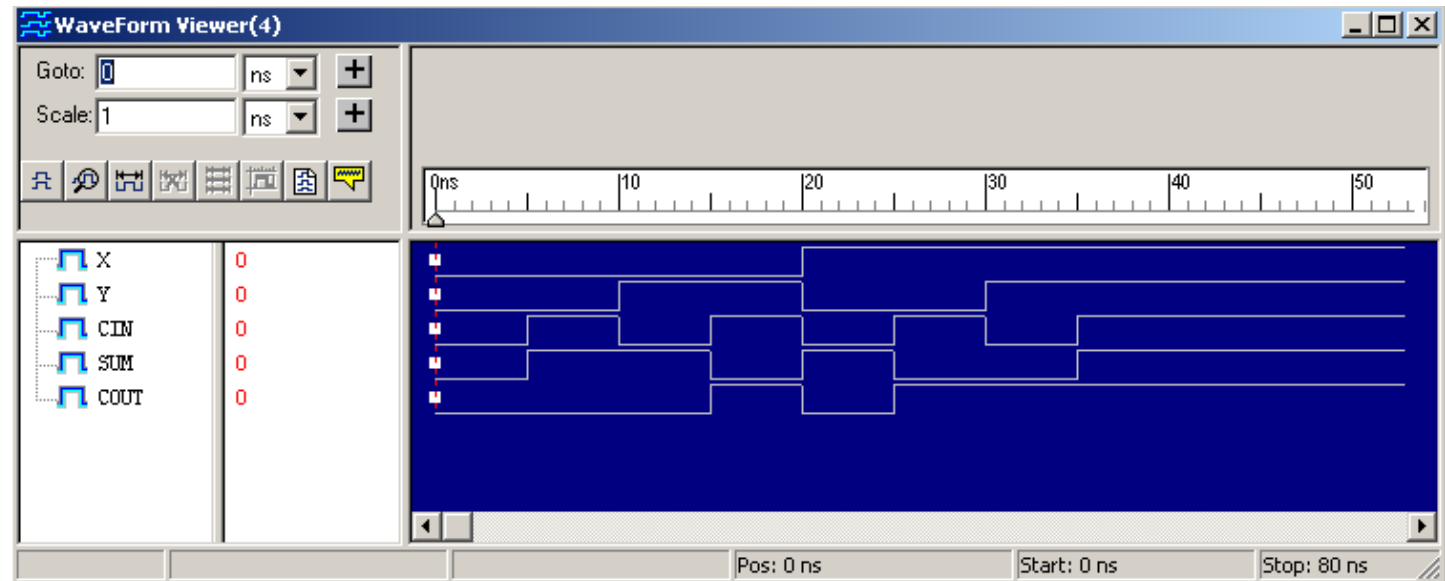 WaveForm Viewer(4)
Goto: 0 ns
Scale: 1 ns
0ns 10 20 30 40 50
X 0
Y 0
CIN 0
SUM 0
COUT 0
Pos: 0 ns Start: 0 ns Stop: 80 ns